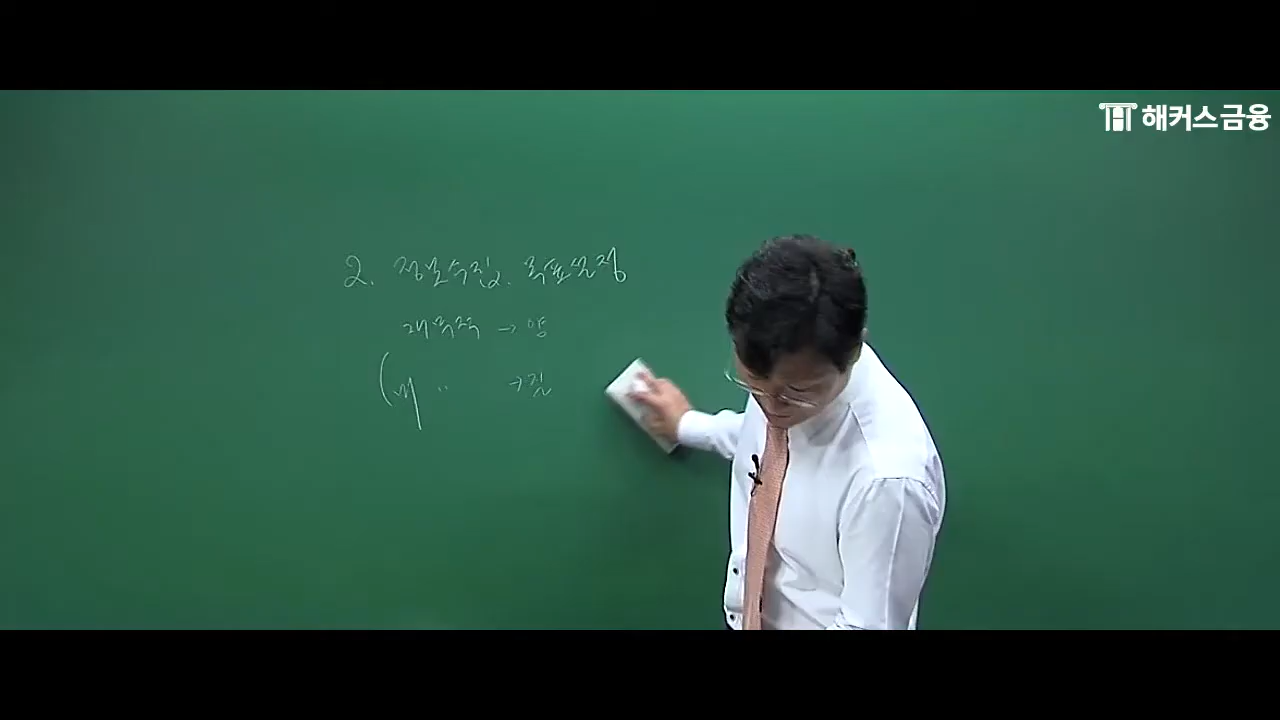 해커스금융
2. 정보수집. 목표설정
재무적 → 양
(비 〃 → 질